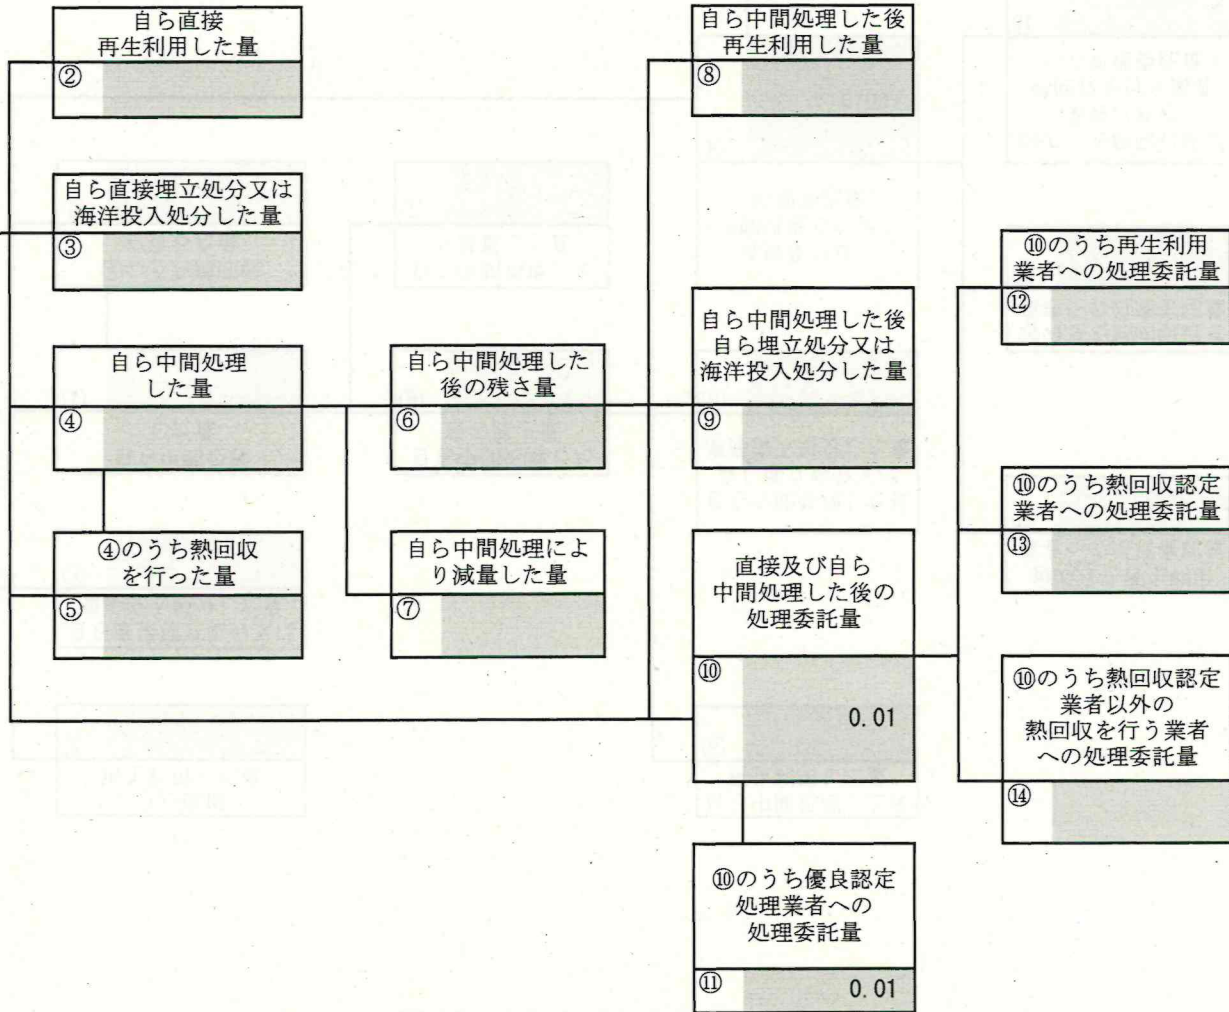 自ら直接
再生利用した量
②
自ら直接埋立処分又は
海洋投入処分した量
③
自ら中間処理
した量
④
④のうち熱回収
を行った量
⑤
自ら中間処理した
後の残さ量
⑥
自ら中間処理によ
り減量した量
⑦
自ら中間処理した後
再生利用した量
⑧
自ら中間処理した後
自ら埋立処分又は
海洋投入処分した量
⑨
直接及び自ら
中間処理した後の
処理委託量
⑩
0.01
⑩のうち優良認定
処理業者への
処理委託量
⑪
0.01
⑩のうち再生利用
業者への処理委託量
⑫
⑩のうち熱回収認定
業者への処理委託量
⑬
⑩のうち熱回収認定
業者以外の
熱回収を行う業者
への処理委託量
⑭